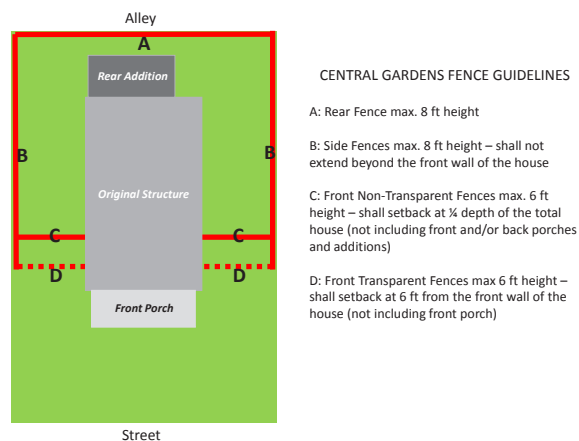 Alley
A
Rear Addition
B
B
Original Structure
C
C
D
D
Front Porch
Street
CENTRAL GARDENS FENCE GUIDELINES
A: Rear Fence max. 8 ft height
B: Side Fences max. 8 ft height – shall not
extend beyond the front wall of the house
C: Front Non-Transparent Fences max. 6 ft
height – shall setback at ¼ depth of the total
house (not including front and/or back porches
and additions)
D: Front Transparent Fences max 6 ft height –
shall setback at 6 ft from the front wall of the
house (not including front porch)